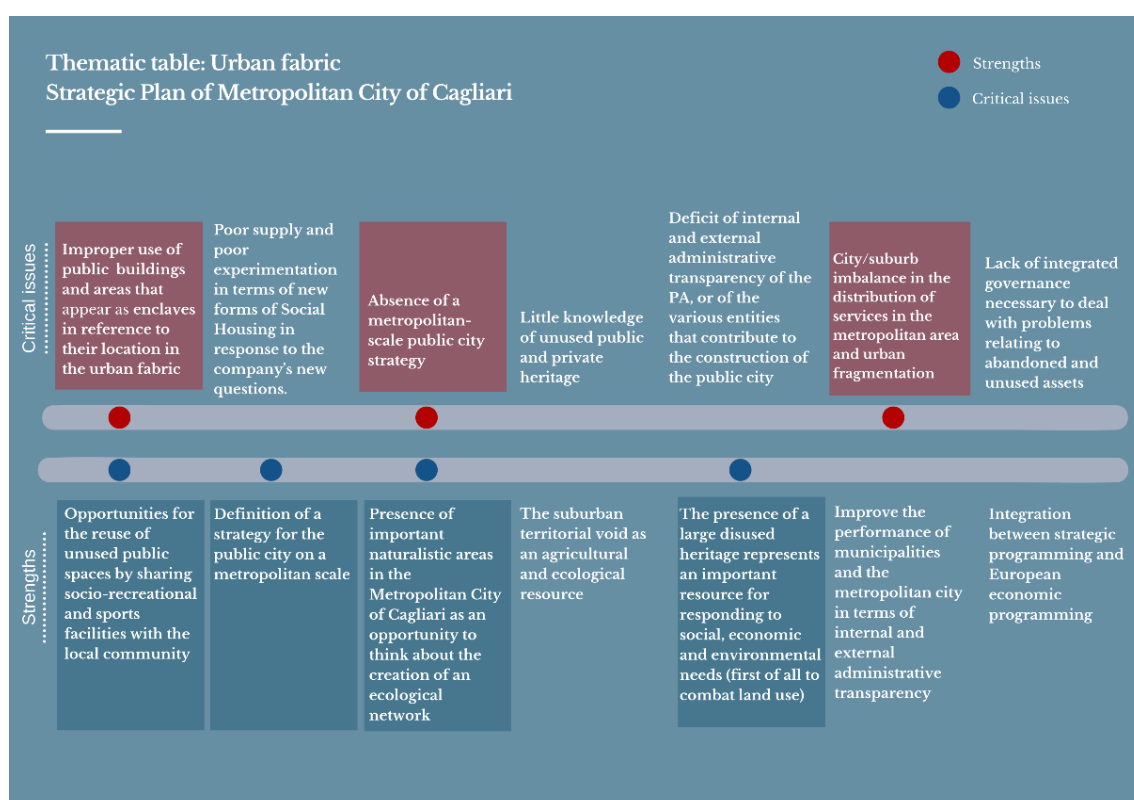 Thematic table: Urban fabric
Strategic Plan of Metropolitan City of Cagliari
Strengths
Critical issues
Critical issues
Improper use of
public buildings
and areas that
appear as enclaves
in reference to
their location in
the urban fabric
Poor supply and
poor
experimentation
in terms of new
forms of Social
Housing in
response to the
company's new
questions.
Absence of a
metropolitan-
scale public city
strategy
Little knowledge
of unused public
and private
heritage
Deficit of internal
and external
administrative
transparency of the
PA, or of the
various entities
that contribute to
the construction of
the public city
City/suburb
imbalance in the
distribution of
services in the
metropolitan area
and urban
fragmentation
Lack of integrated
governance
necessary to deal
with problems
relating to
abandoned and
unused assets
Strengths
Opportunities for
the reuse of
unused public
spaces by sharing
socio-recreational
and sports
facilities with the
local community
Definition of a
strategy for the
public city on a
metropolitan scale
Presence of
important
naturalistic areas
in the
Metropolitan City
of Cagliari as an
opportunity to
think about the
creation of an
ecological
network
The suburban
territorial void as
an agricultural
and ecological
resource
The presence of a
large disused
heritage represents
an important
resource for
responding to
social, economic
and environmental
needs (first of all to
combat land use)
Improve the
performance of
municipalities
and the
metropolitan city
in terms of
internal and
external
administrative
transparency
Integration
between strategic
programming and
European
economic
programming